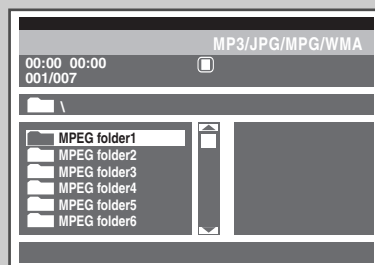 MP3/JPG/MPG/WMA
00:00 00:00
001/007
\
MPEG folder1
MPEG folder2
MPEG folder3
MPEG folder4
MPEG folder5
MPEG folder6